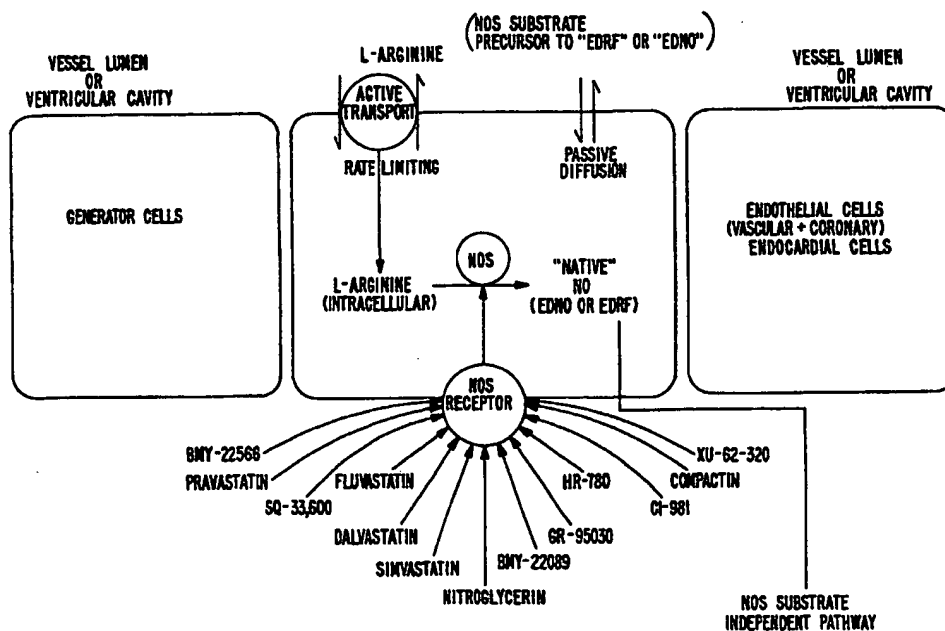 (NOS SUBSTRATE
PRECURSOR TO "EDRF" OR "EDNO")
L-ARGININE
VESSEL LUMEN
OR
VENTRICULAR CAVITY
VESSEL LUMEN
OR
VENTRICULAR CAVITY
ACTIVE
TRANSPORT
RATE LIMITING
PASSIVE
DIFFUSION
GENERATOR CELLS
ENDOTHELIAL CELLS
(VASCULAR + CORONARY)
ENDOCARDIAL CELLS
NOS
L-ARGININE
(INTRACELLULAR)
"NATIVE"
NO
(EDNO OR EDRF)
NOS
RECEPTOR
BMY-22566
PRAVASTATIN
SQ-33,600
FLUVASTATIN
DALVASTATIN
SIMVASTATIN
NITROGLYCERIN
BMY-22089
GR-95030
HR-780
CI-981
COMPACTIN
XU-62-320
NOS SUBSTRATE
INDEPENDENT PATHWAY